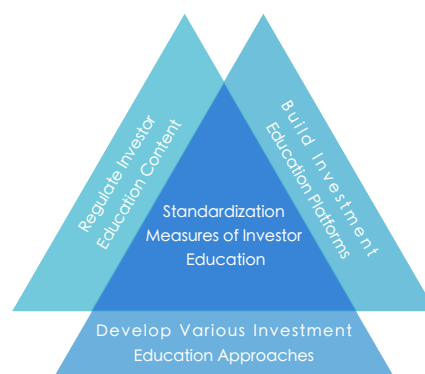 Regulate Investor
Education Content
Build Investment
Education Platforms
Standardization
Measures of Investor
Education
Develop Various Investment
Education Approaches